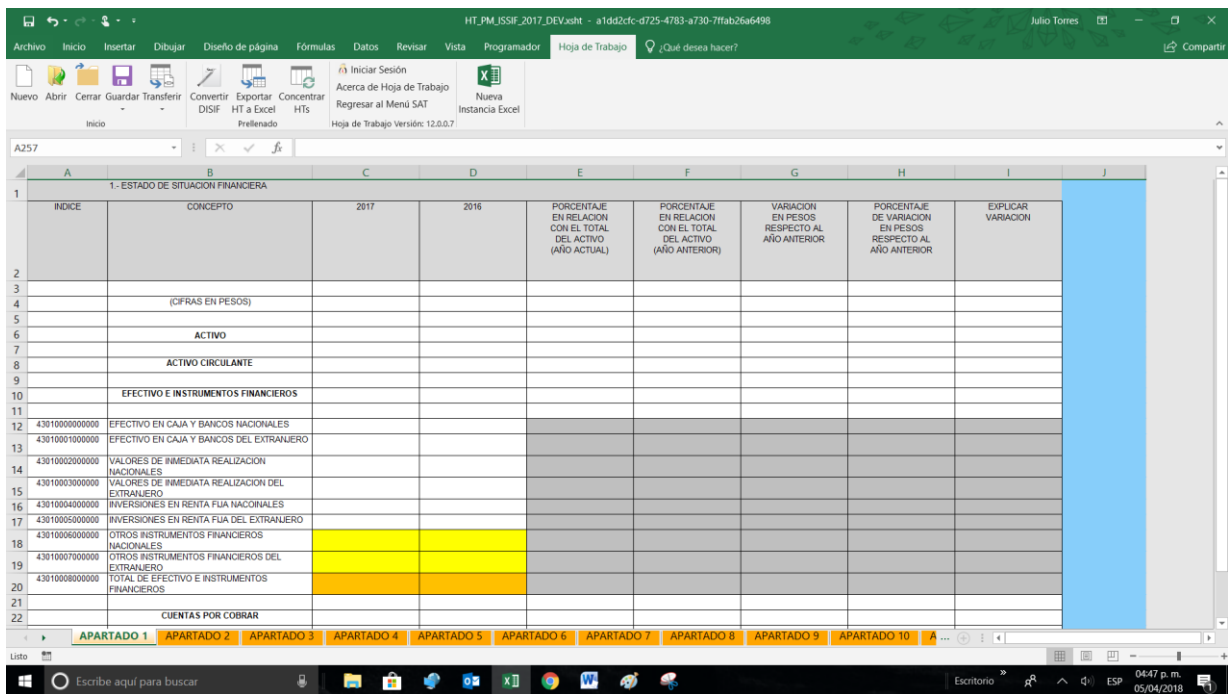 HT_PM_ISSIF_2017_DEV.xsht - a1dd2cfc-d725-4783-a730-7ffab26a6498
Julio Torres
Archivo Inicio Insertar Dibujar Diseño de página Fórmulas Datos Revisar Vista Programador Hoja de Trabajo ¿Qué desea hacer? Compartir
Nuevo Abrir Cerrar Guardar Transferir
Inicio
Convertir DISIF
Exportar HT a Excel
Concentrar HTs
Prellenado
Iniciar Sesión
Acerca de Hoja de Trabajo
Regresar al Menú SAT
Hoja de Trabajo Versión: 12.0.0.7
Nueva Instancia Excel
A257 fx
A B C D E F G H I J
1 1.- ESTADO DE SITUACION FINANCIERA
2 INDICE CONCEPTO 2017 2016 PORCENTAJE EN RELACION CON EL TOTAL DEL ACTIVO (AÑO ACTUAL) PORCENTAJE EN RELACION CON EL TOTAL DEL ACTIVO (AÑO ANTERIOR) VARIACION EN PESOS RESPECTO AL AÑO ANTERIOR PORCENTAJE DE VARIACION EN PESOS RESPECTO AL AÑO ANTERIOR EXPLICAR VARIACION
3
4 (CIFRAS EN PESOS)
5
6 ACTIVO
7
8 ACTIVO CIRCULANTE
9
10 EFECTIVO E INSTRUMENTOS FINANCIEROS
11
12 43010000000000 EFECTIVO EN CAJA Y BANCOS NACIONALES
13 43010001000000 EFECTIVO EN CAJA Y BANCOS DEL EXTRANJERO
14 43010002000000 VALORES DE INMEDIATA REALIZACION NACIONALES
15 43010003000000 VALORES DE INMEDIATA REALIZACION DEL EXTRANJERO
16 43010004000000 INVERSIONES EN RENTA FIJA NACOINALES
17 43010005000000 INVERSIONES EN RENTA FIJA DEL EXTRANJERO
18 43010006000000 OTROS INSTRUMENTOS FINANCIEROS NACIONALES
19 43010007000000 OTROS INSTRUMENTOS FINANCIEROS DEL EXTRANJERO
20 43010008000000 TOTAL DE EFECTIVO E INSTRUMENTOS FINANCIEROS
21
22 CUENTAS POR COBRAR
APARTADO 1 APARTADO 2 APARTADO 3 APARTADO 4 APARTADO 5 APARTADO 6 APARTADO 7 APARTADO 8 APARTADO 9 APARTADO 10 A ...
Listo
Escribe aquí para buscar
Escritorio ESP
04:47 p. m.
05/04/2018